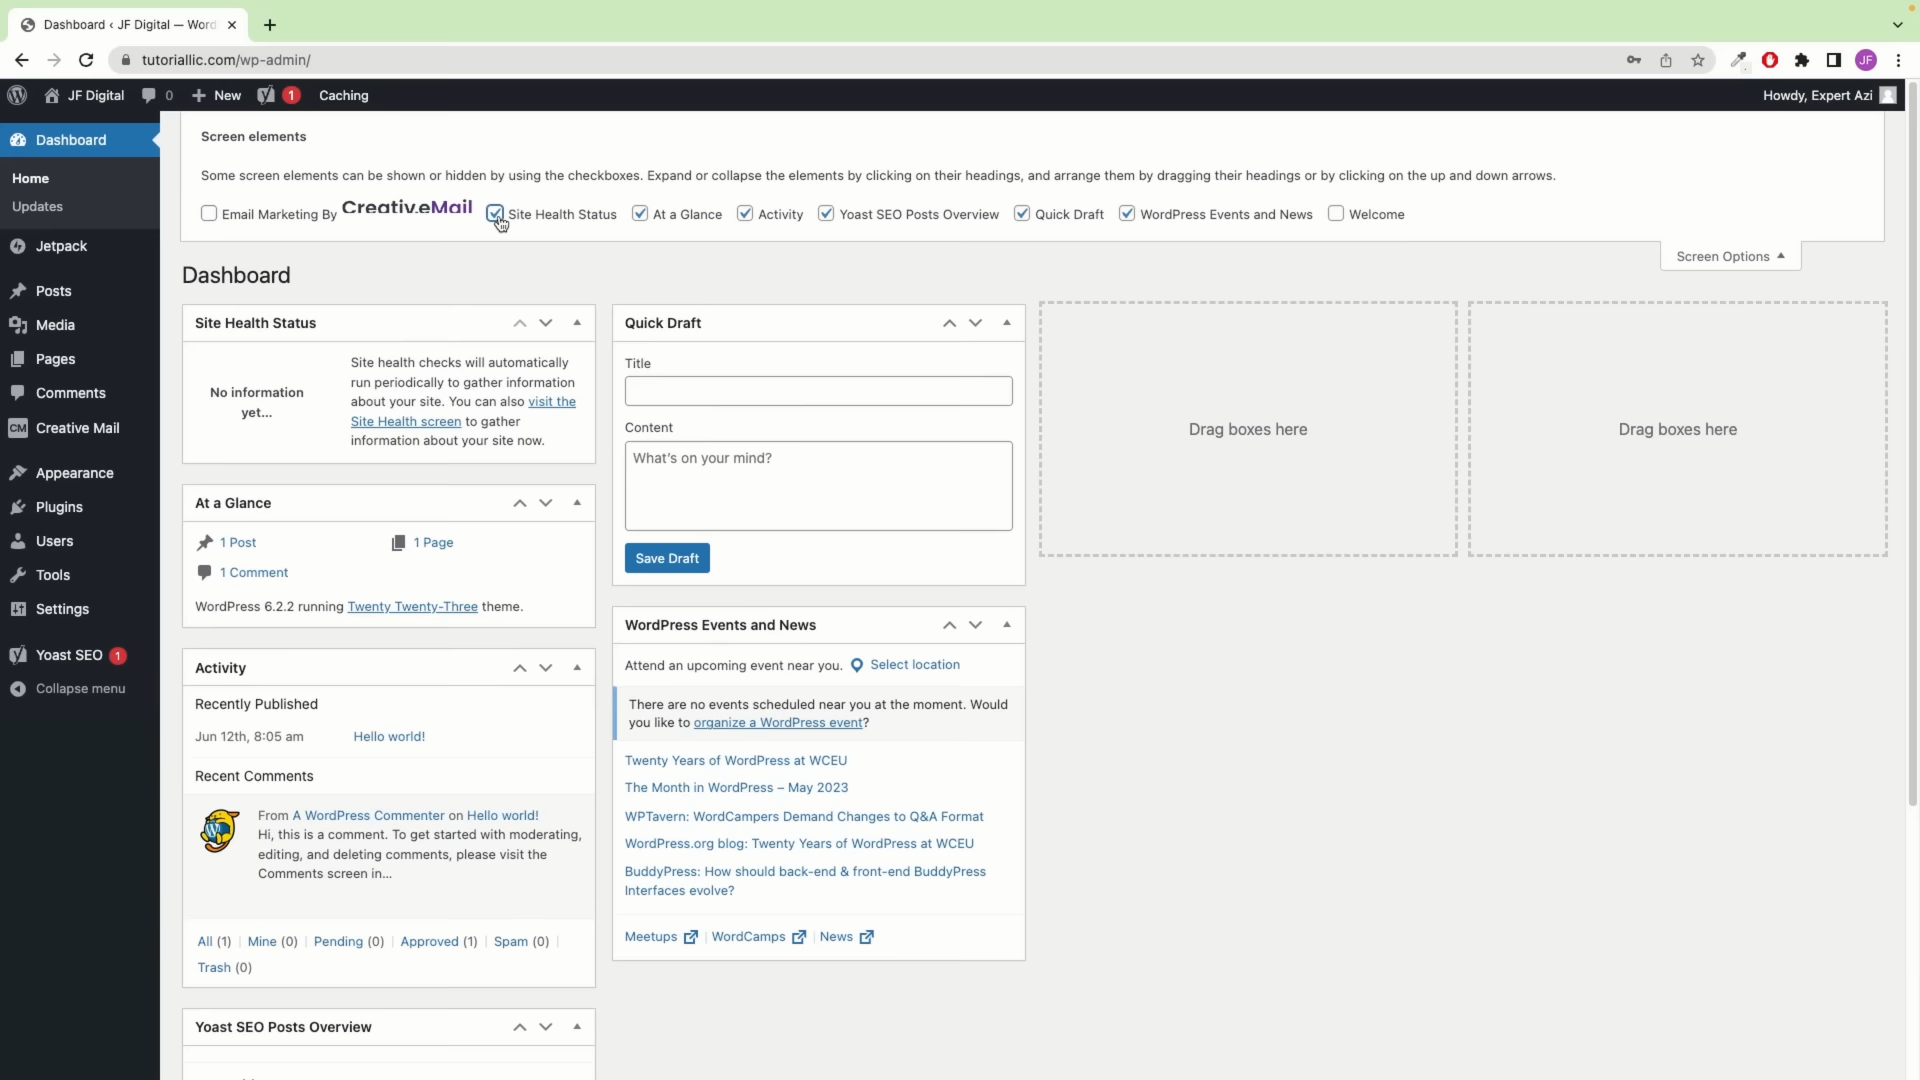 Dashboard ‹ JF Digital — Word
tutoriallic.com/wp-admin/
JF
JF Digital
0
New
1
Caching
Howdy, Expert Azi
Dashboard
Home
Updates
Jetpack
Posts
Media
Pages
Comments
CM Creative Mail
Appearance
Plugins
Users
Tools
Settings
Yoast SEO 1
Collapse menu
Screen elements
Some screen elements can be shown or hidden by using the checkboxes. Expand or collapse the elements by clicking on their headings, and arrange them by dragging their headings or by clicking on the up and down arrows.
Email Marketing By Creativ.eMail Site Health Status At a Glance Activity Yoast SEO Posts Overview Quick Draft WordPress Events and News Welcome
Screen Options
Dashboard
Site Health Status
No information
yet...
Site health checks will automatically
run periodically to gather information
about your site. You can also visit the
Site Health screen to gather
information about your site now.
At a Glance
1 Post
1 Page
1 Comment
WordPress 6.2.2 running Twenty Twenty-Three theme.
Activity
Recently Published
Jun 12th, 8:05 am Hello world!
Recent Comments
From A WordPress Commenter on Hello world!
Hi, this is a comment. To get started with moderating,
editing, and deleting comments, please visit the
Comments screen in...
All (1) | Mine (0) | Pending (0) | Approved (1) | Spam (0) |
Trash (0)
Yoast SEO Posts Overview
Quick Draft
Title
Content
What's on your mind?
Save Draft
WordPress Events and News
Attend an upcoming event near you. Select location
There are no events scheduled near you at the moment. Would
you like to organize a WordPress event?
Twenty Years of WordPress at WCEU
The Month in WordPress – May 2023
WPTavern: WordCampers Demand Changes to Q&A Format
WordPress.org blog: Twenty Years of WordPress at WCEU
BuddyPress: How should back-end & front-end BuddyPress
Interfaces evolve?
Meetups | WordCamps | News
Drag boxes here
Drag boxes here